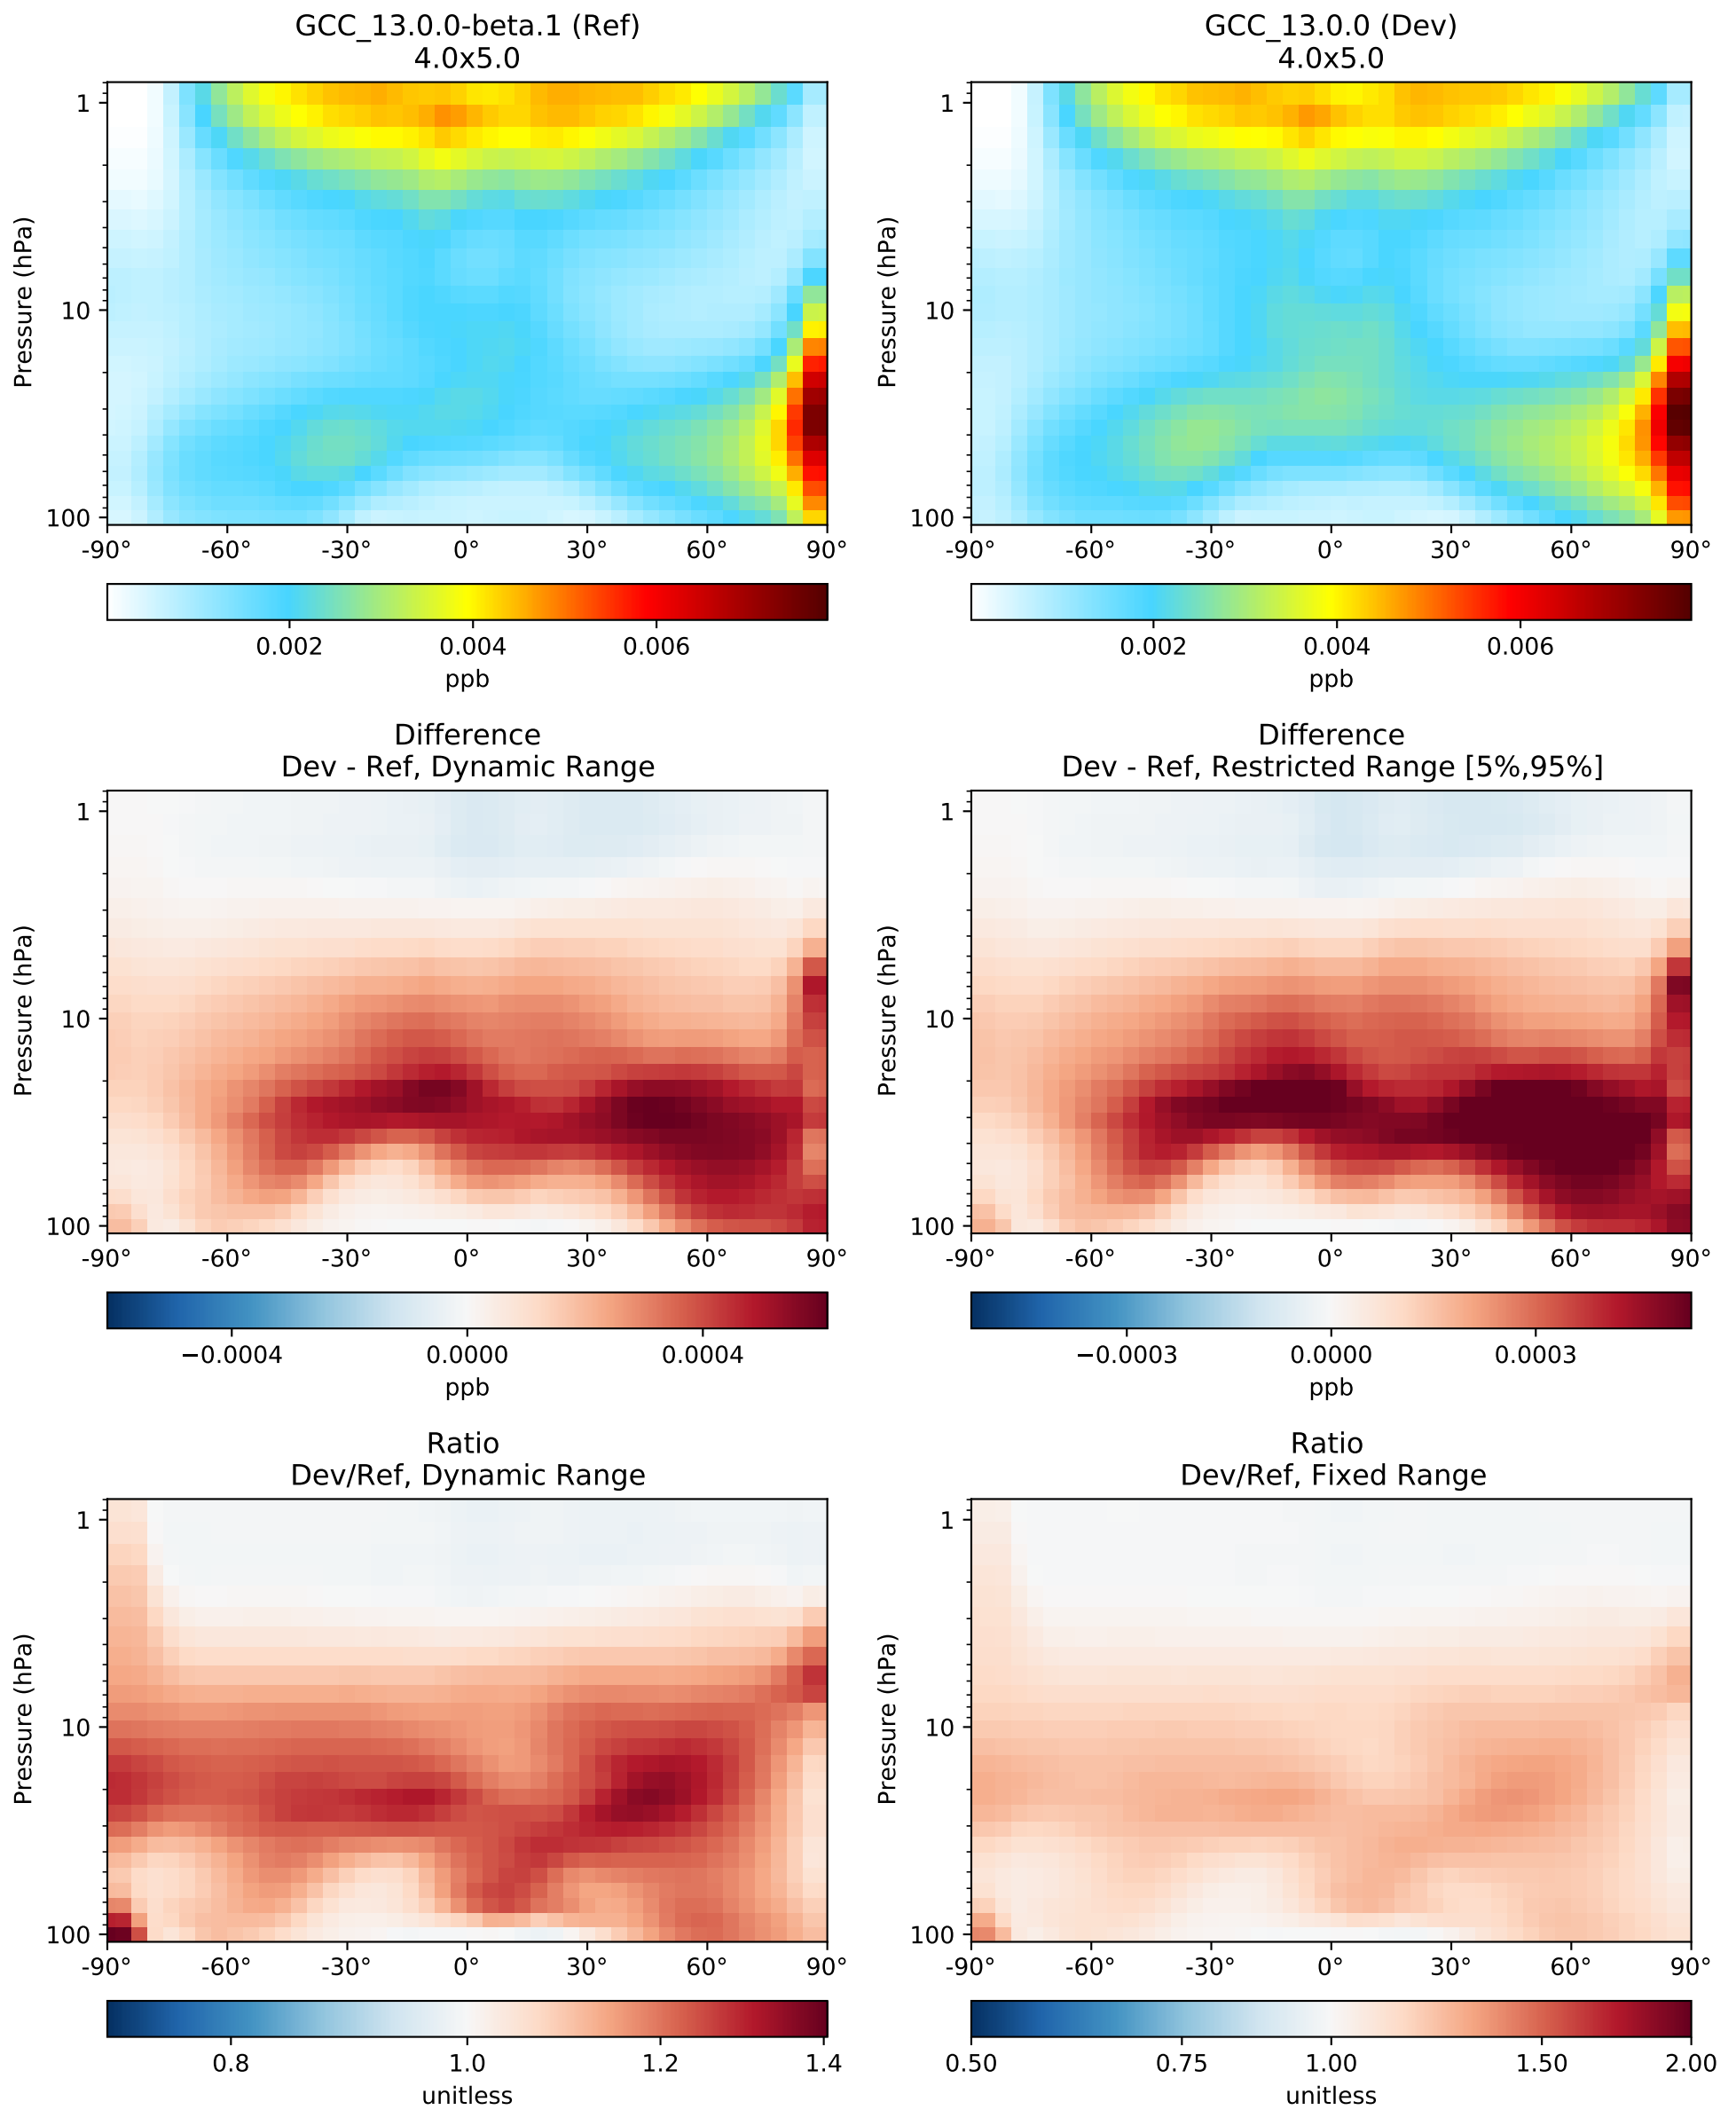 GCC_13.0.0-beta.1 (Ref)
4.0x5.0
Pressure (hPa)
1
10
100
-90° -60° -30° 0° 30° 60° 90°
0.002 0.004 0.006
ppb
GCC_13.0.0 (Dev)
4.0x5.0
Pressure (hPa)
1
10
100
-90° -60° -30° 0° 30° 60° 90°
0.002 0.004 0.006
ppb
Difference
Dev - Ref, Dynamic Range
Pressure (hPa)
1
10
100
-90° -60° -30° 0° 30° 60° 90°
−0.0004 0.0000 0.0004
ppb
Difference
Dev - Ref, Restricted Range [5%,95%]
Pressure (hPa)
1
10
100
-90° -60° -30° 0° 30° 60° 90°
−0.0003 0.0000 0.0003
ppb
Ratio
Dev/Ref, Dynamic Range
Pressure (hPa)
1
10
100
-90° -60° -30° 0° 30° 60° 90°
0.8 1.0 1.2 1.4
unitless
Ratio
Dev/Ref, Fixed Range
Pressure (hPa)
1
10
100
-90° -60° -30° 0° 30° 60° 90°
0.50 0.75 1.00 1.50 2.00
unitless